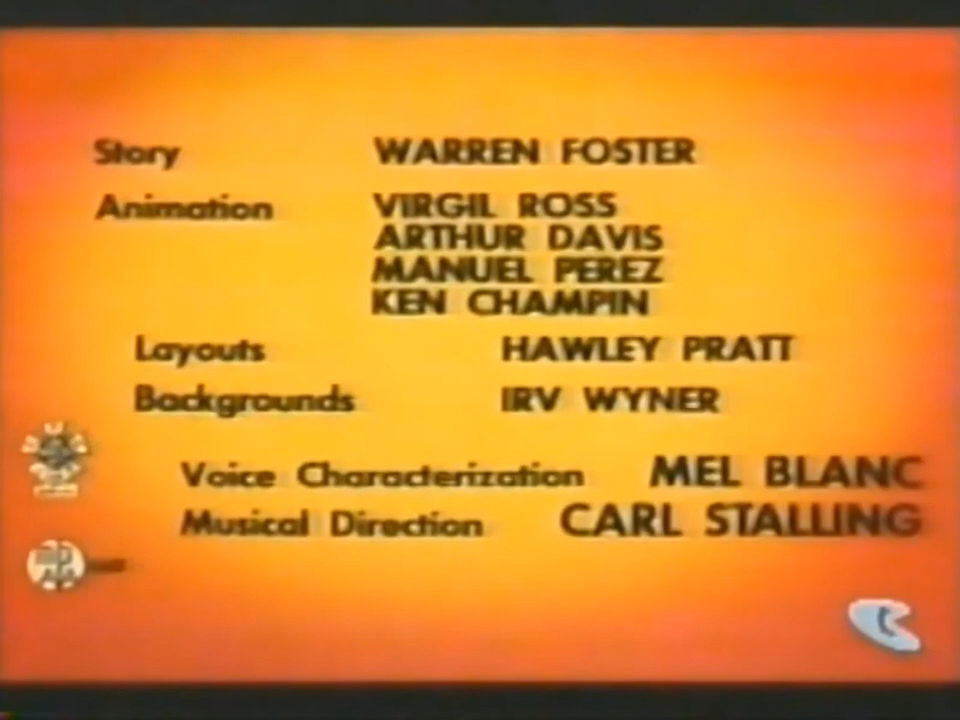 Story WARREN FOSTER
Animation VIRGIL ROSS
ARTHUR DAVIS
MANUEL PEREZ
KEN CHAMPIN
Layouts HAWLEY PRATT
Backgrounds IRV WYNER
Voice Characterization MEL BLANC
Musical Direction CARL STALLING